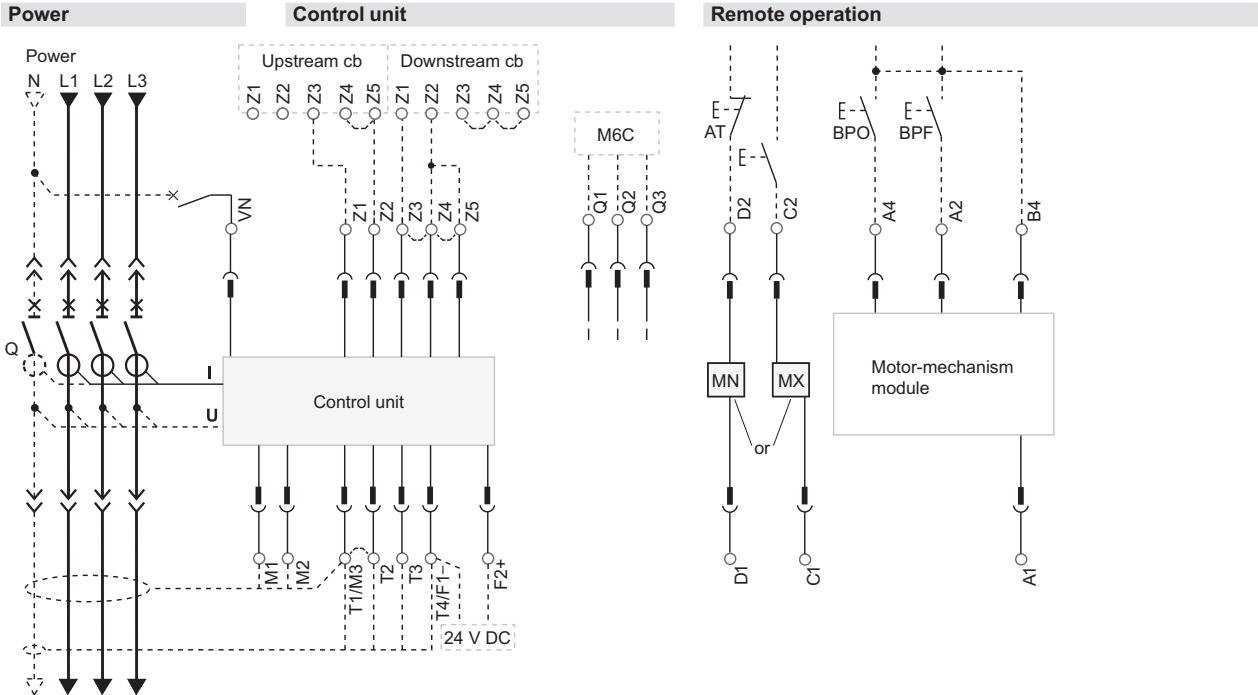 Power
Control unit
Remote operation
Power
N L1 L2 L3
Upstream cb
Downstream cb
Z1 Z2 Z3 Z4 Z5 Z1 Z2 Z3 Z4 Z5
M6C
E
AT
E
E
BPO
E
BPF
VN
Z1 Z2 Z3 Z4 Z5
Q1 Q2 Q3
D2 C2
A4 A2 B4
Q
I
U
Control unit
MN
MX
or
Motor-mechanism
module
M1 M2 T1/M3 T2 T3 T4/F1– F2+
D1 C1 A1
24 V DC